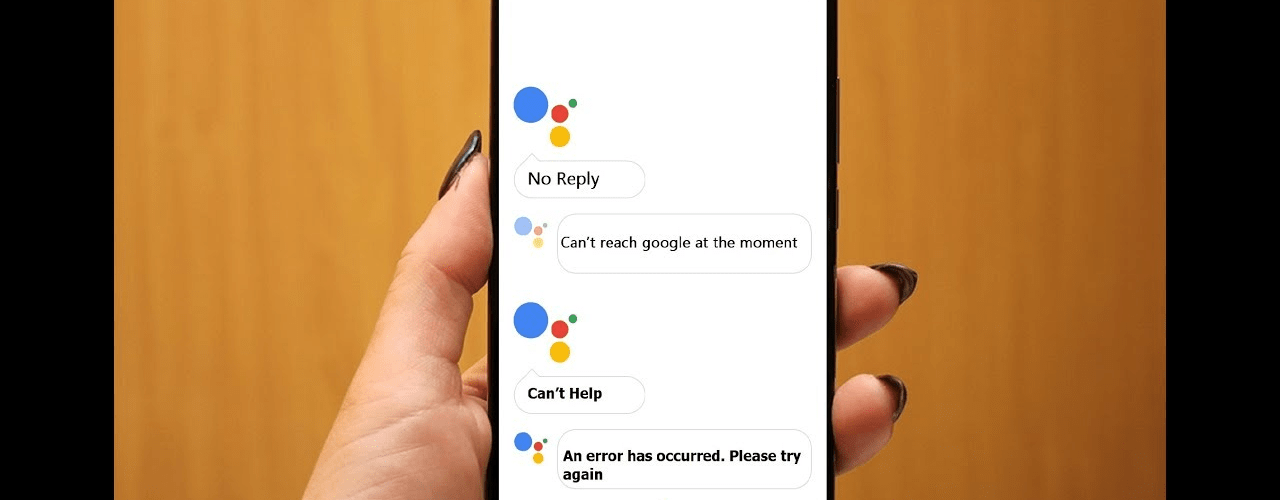 No Reply
Can't reach google at the moment
Can't Help
An error has occurred. Please try
again